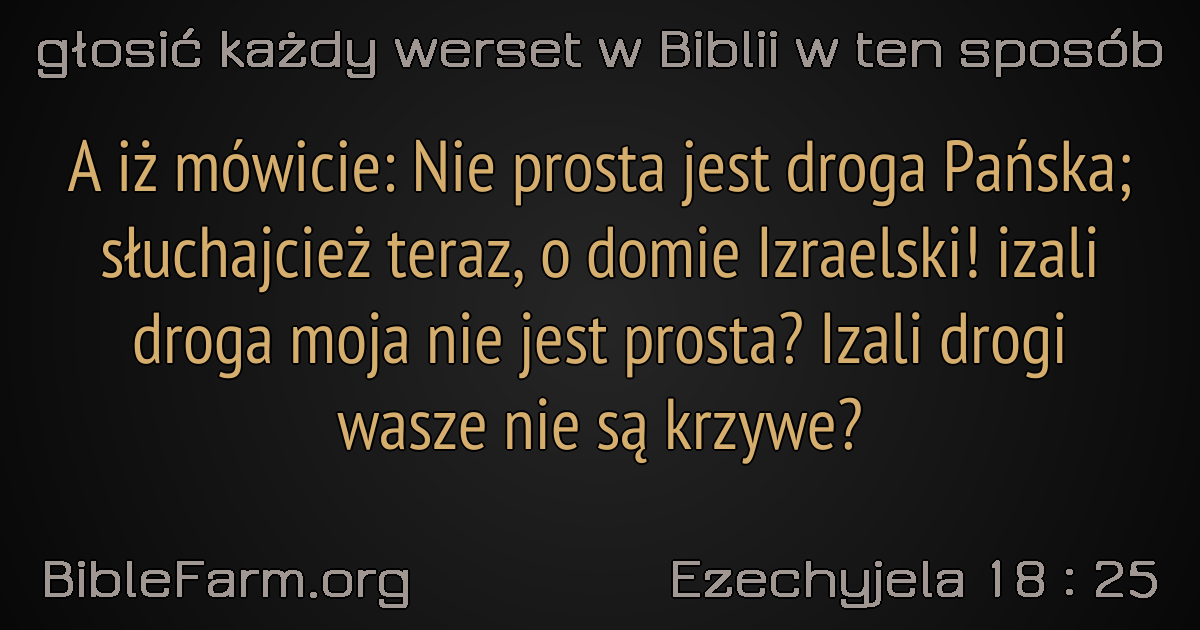 głosić każdy werset w Biblii w ten sposób
A iż mówicie: Nie prosta jest droga Pańska;
słuchajcież teraz, o domie Izraelski! izali
droga moja nie jest prosta? Izali drogi
wasze nie są krzywe?
BibleFarm.org
Ezechyjela 18 : 25